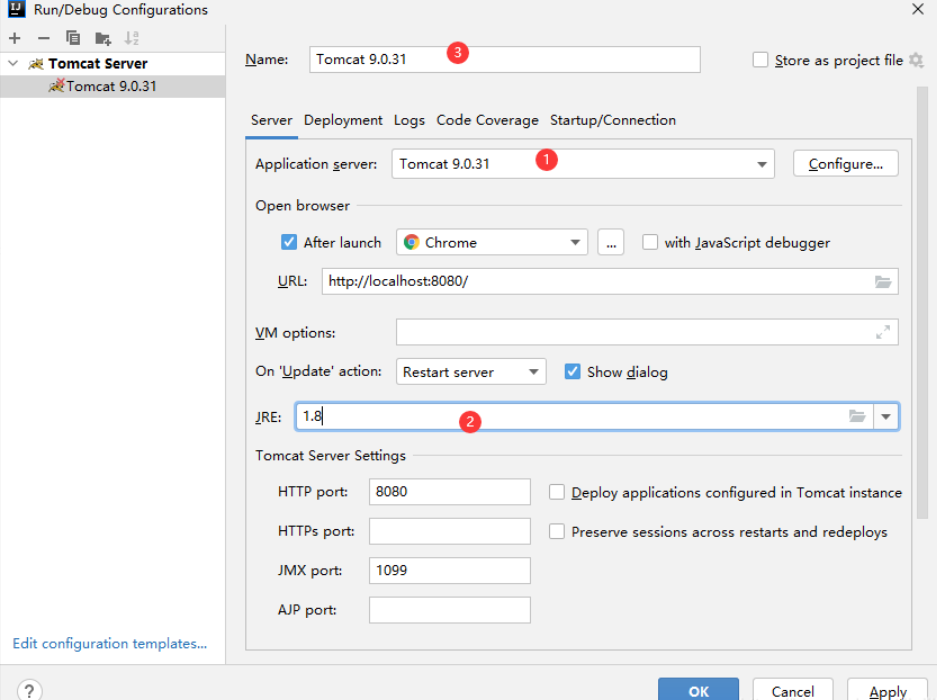 IJ Run/Debug Configurations
Tomcat Server
Tomcat 9.0.31
Name: Tomcat 9.0.31 3 Store as project file
Server Deployment Logs Code Coverage Startup/Connection
Application server: Tomcat 9.0.31 1 Configure...
Open browser
After launch Chrome ... with JavaScript debugger
URL: http://localhost:8080/
VM options:
On 'Update' action: Restart server Show dialog
JRE: 1.8 2
Tomcat Server Settings
HTTP port: 8080 Deploy applications configured in Tomcat instance
HTTPs port: Preserve sessions across restarts and redeploys
JMX port: 1099
AJP port:
Edit configuration templates...
? OK Cancel Apply